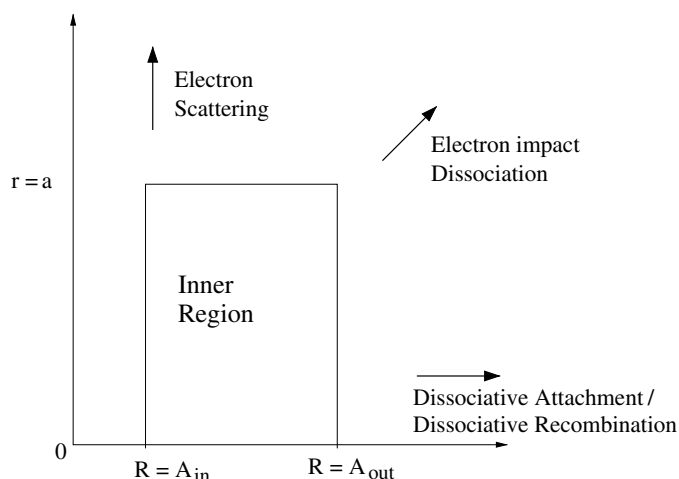 Electron
Scattering
Electron impact
Dissociation
r = a
Inner
Region
Dissociative Attachment /
Dissociative Recombination
0
R = A_in
R = A_out